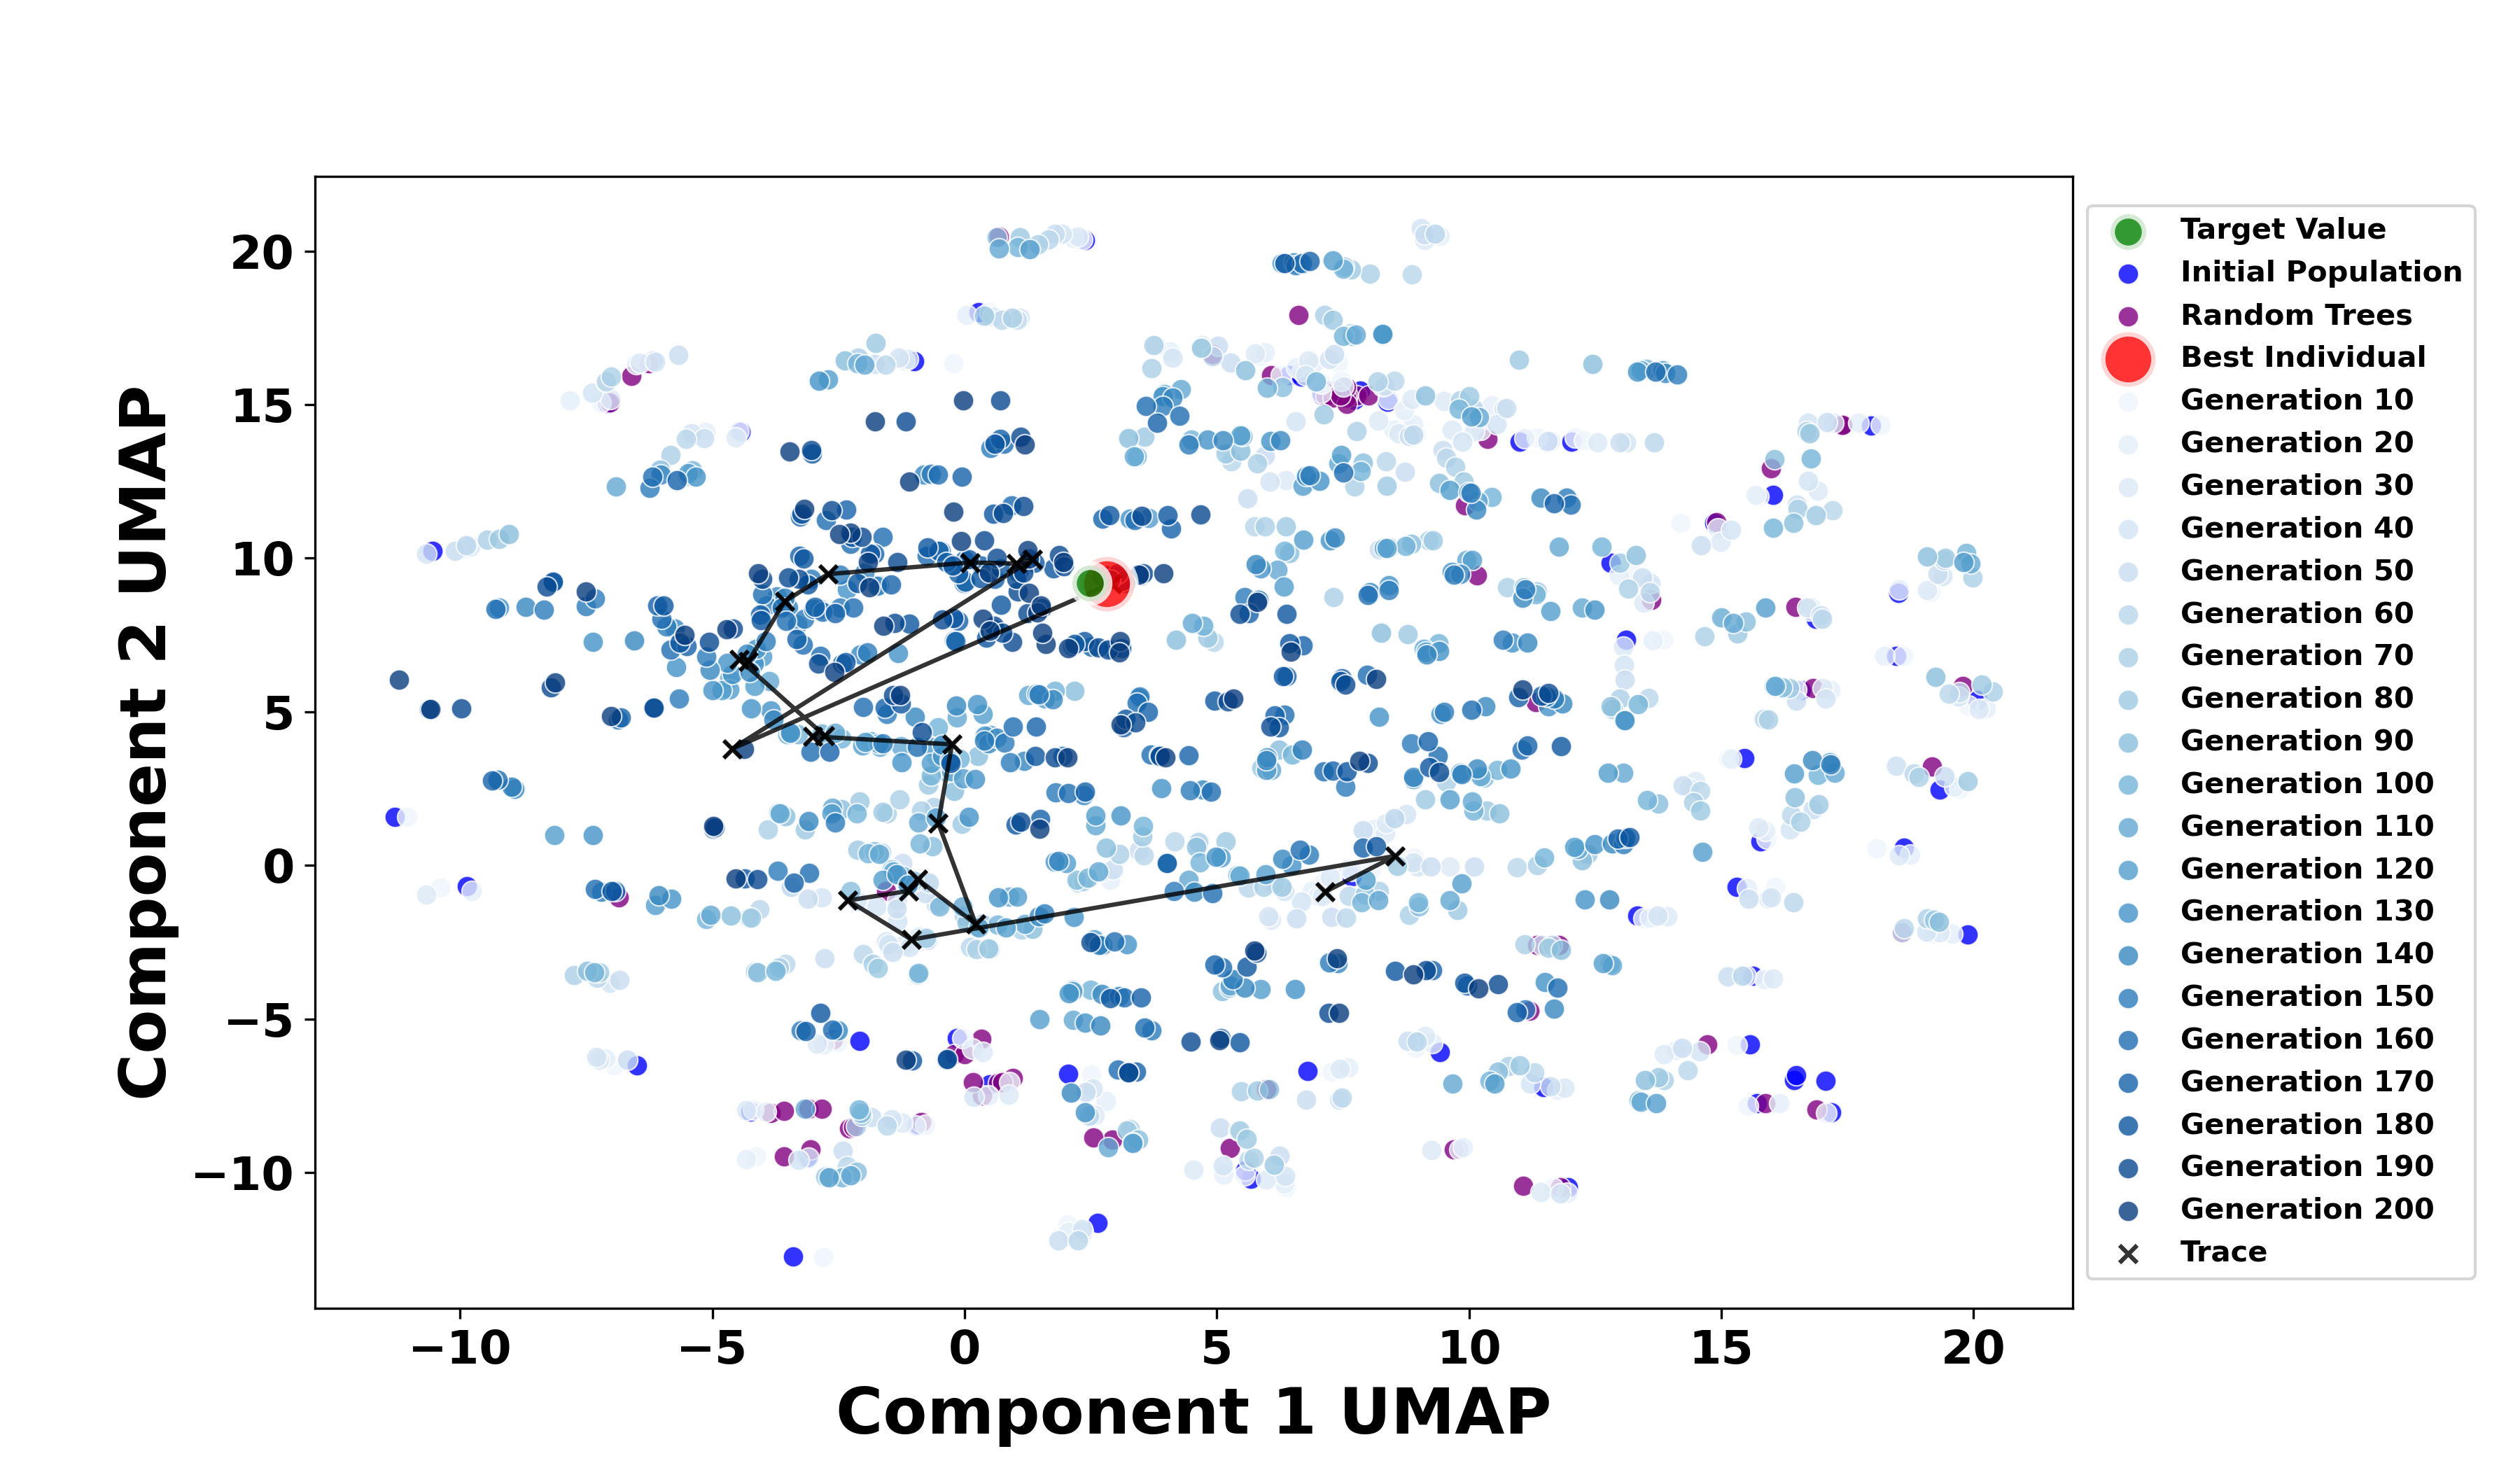 Component 2 UMAP
20
15
10
5
0
−5
−10
−10
−5
0
5
10
15
20
Component 1 UMAP
Target Value
Initial Population
Random Trees
Best Individual
Generation 10
Generation 20
Generation 30
Generation 40
Generation 50
Generation 60
Generation 70
Generation 80
Generation 90
Generation 100
Generation 110
Generation 120
Generation 130
Generation 140
Generation 150
Generation 160
Generation 170
Generation 180
Generation 190
Generation 200
Trace